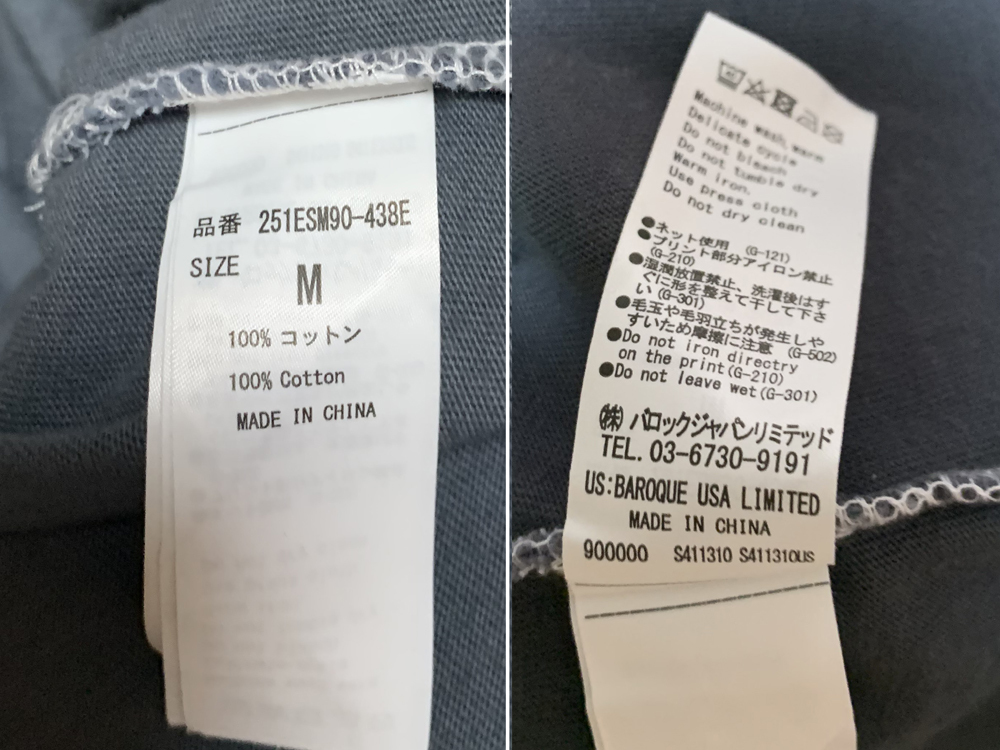 品番 251ESM90-438E
SIZE
M
100% コットン
100% Cotton
MADE IN CHINA
Machine wash, warm
Delicate cycle
Do not bleach
Do not tumble dry
Warm iron.
Use press cloth
Do not dry clean
●ネット使用 (G-121)
●プリント部分アイロン禁止
(G-210)
●湿潤放置禁止、洗濯後はす
ぐに形を整えて干して下さ
い (G-301)
●毛玉や毛羽立ちが発生しや
すいため摩擦に注意 (G-502)
●Do not iron directry
on the print(G-210)
●Do not leave wet(G-301)
㈱ バロックジャパンリミテッド
TEL. 03-6730-9191
US:BAROQUE USA LIMITED
MADE IN CHINA
900000 S411310 S411310US